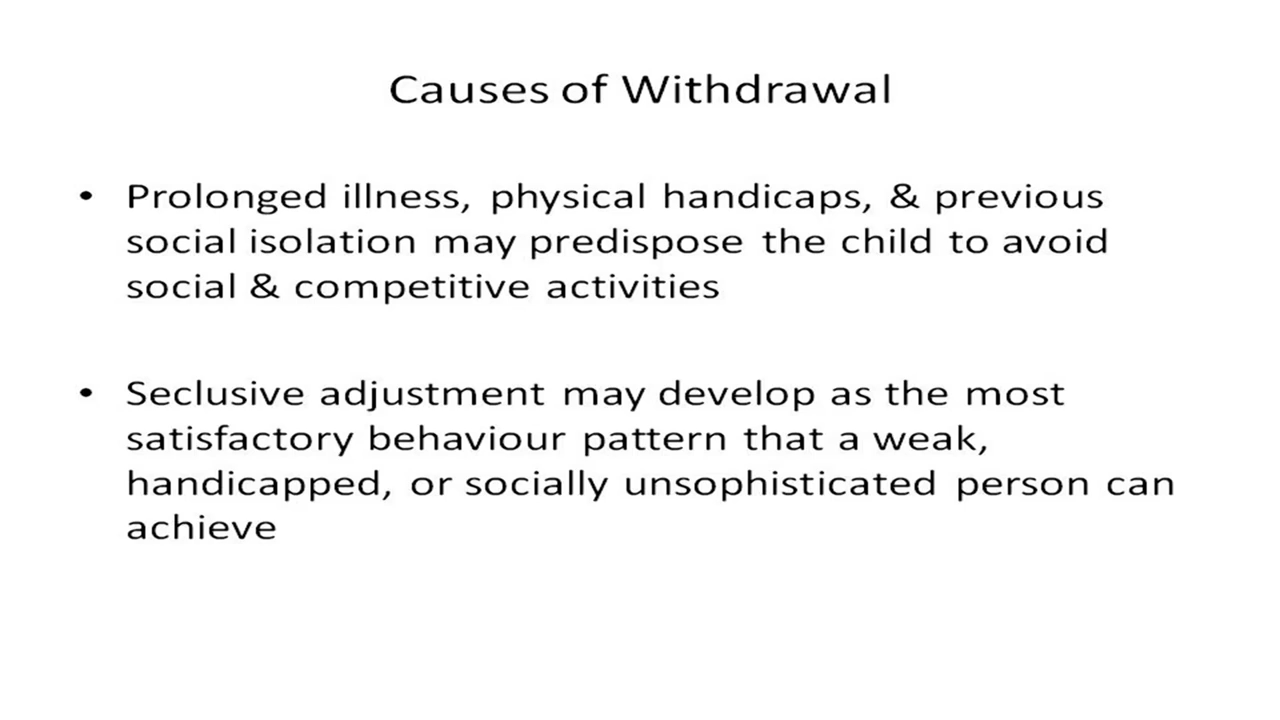 Causes of Withdrawal
• Prolonged illness, physical handicaps, & previous
social isolation may predispose the child to avoid
social & competitive activities
• Seclusive adjustment may develop as the most
satisfactory behaviour pattern that a weak,
handicapped, or socially unsophisticated person can
achieve